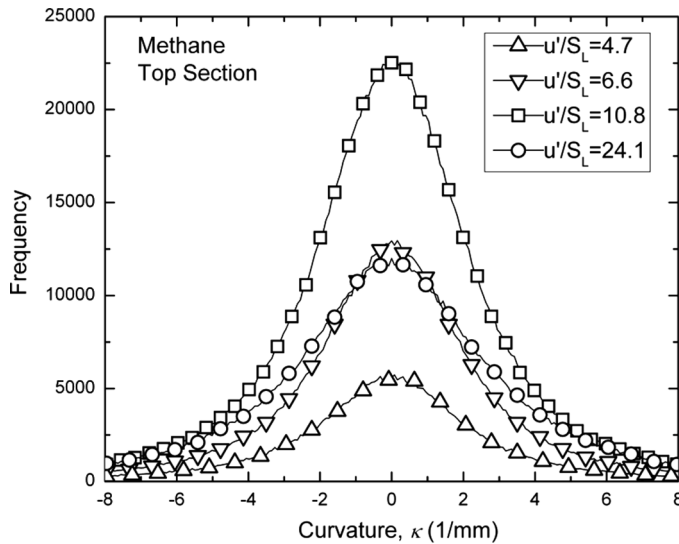 Methane
Top Section
u'/S_L=4.7
u'/S_L=6.6
u'/S_L=10.8
u'/S_L=24.1
25000
20000
15000
10000
5000
0
Frequency
-8 -6 -4 -2 0 2 4 6 8
Curvature, κ (1/mm)